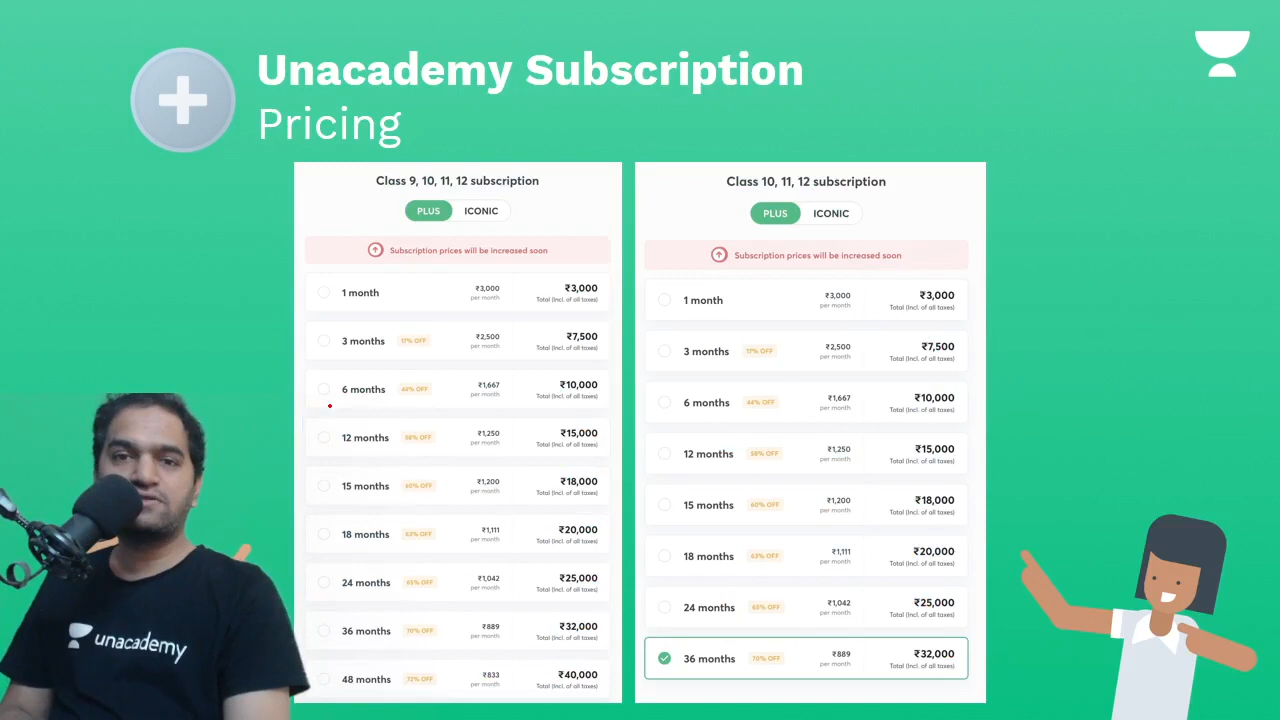 Unacademy Subscription
Pricing
Class 9, 10, 11, 12 subscription
PLUS ICONIC
Subscription prices will be increased soon
1 month ₹3,000 per month ₹3,000 Total (Incl. of all taxes)
3 months 17% OFF ₹2,500 per month ₹7,500 Total (Incl. of all taxes)
6 months 44% OFF ₹1,667 per month ₹10,000 Total (Incl. of all taxes)
12 months 58% OFF ₹1,250 per month ₹15,000 Total (Incl. of all taxes)
15 months 60% OFF ₹1,200 per month ₹18,000 Total (Incl. of all taxes)
18 months 63% OFF ₹1,111 per month ₹20,000 Total (Incl. of all taxes)
24 months 65% OFF ₹1,042 per month ₹25,000 Total (Incl. of all taxes)
36 months 70% OFF ₹889 per month ₹32,000 Total (Incl. of all taxes)
48 months 72% OFF ₹833 per month ₹40,000 Total (Incl. of all taxes)
Class 10, 11, 12 subscription
PLUS ICONIC
Subscription prices will be increased soon
1 month ₹3,000 per month ₹3,000 Total (Incl. of all taxes)
3 months 17% OFF ₹2,500 per month ₹7,500 Total (Incl. of all taxes)
6 months 44% OFF ₹1,667 per month ₹10,000 Total (Incl. of all taxes)
12 months 58% OFF ₹1,250 per month ₹15,000 Total (Incl. of all taxes)
15 months 60% OFF ₹1,200 per month ₹18,000 Total (Incl. of all taxes)
18 months 63% OFF ₹1,111 per month ₹20,000 Total (Incl. of all taxes)
24 months 65% OFF ₹1,042 per month ₹25,000 Total (Incl. of all taxes)
36 months 70% OFF ₹889 per month ₹32,000 Total (Incl. of all taxes)
unacademy